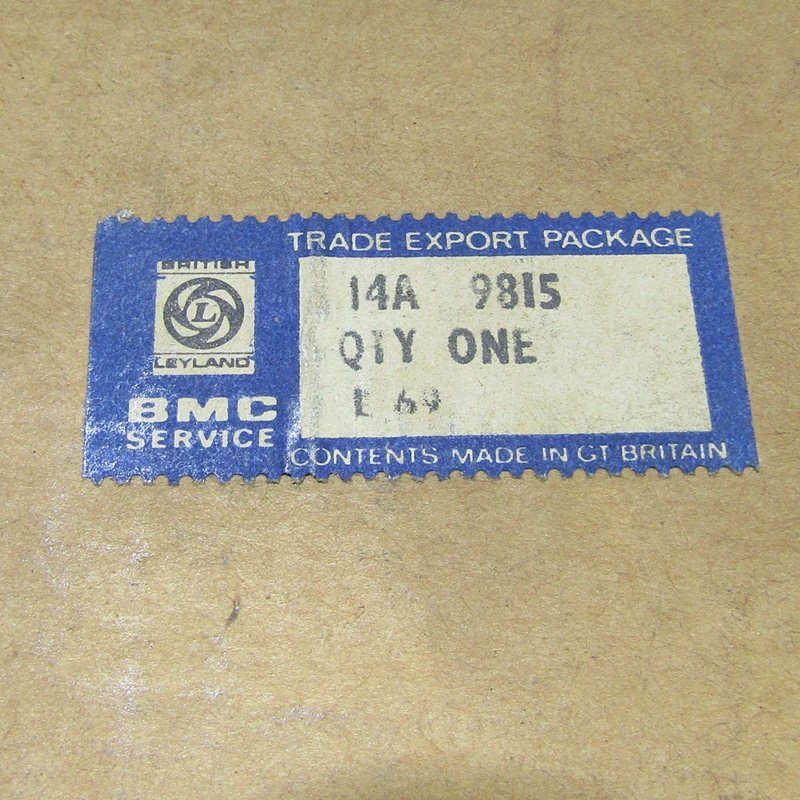 BRITISH
L
LEYLAND
BMC
SERVICE
TRADE EXPORT PACKAGE
14A 9815
QTY ONE
CONTENTS MADE IN GT BRITAIN